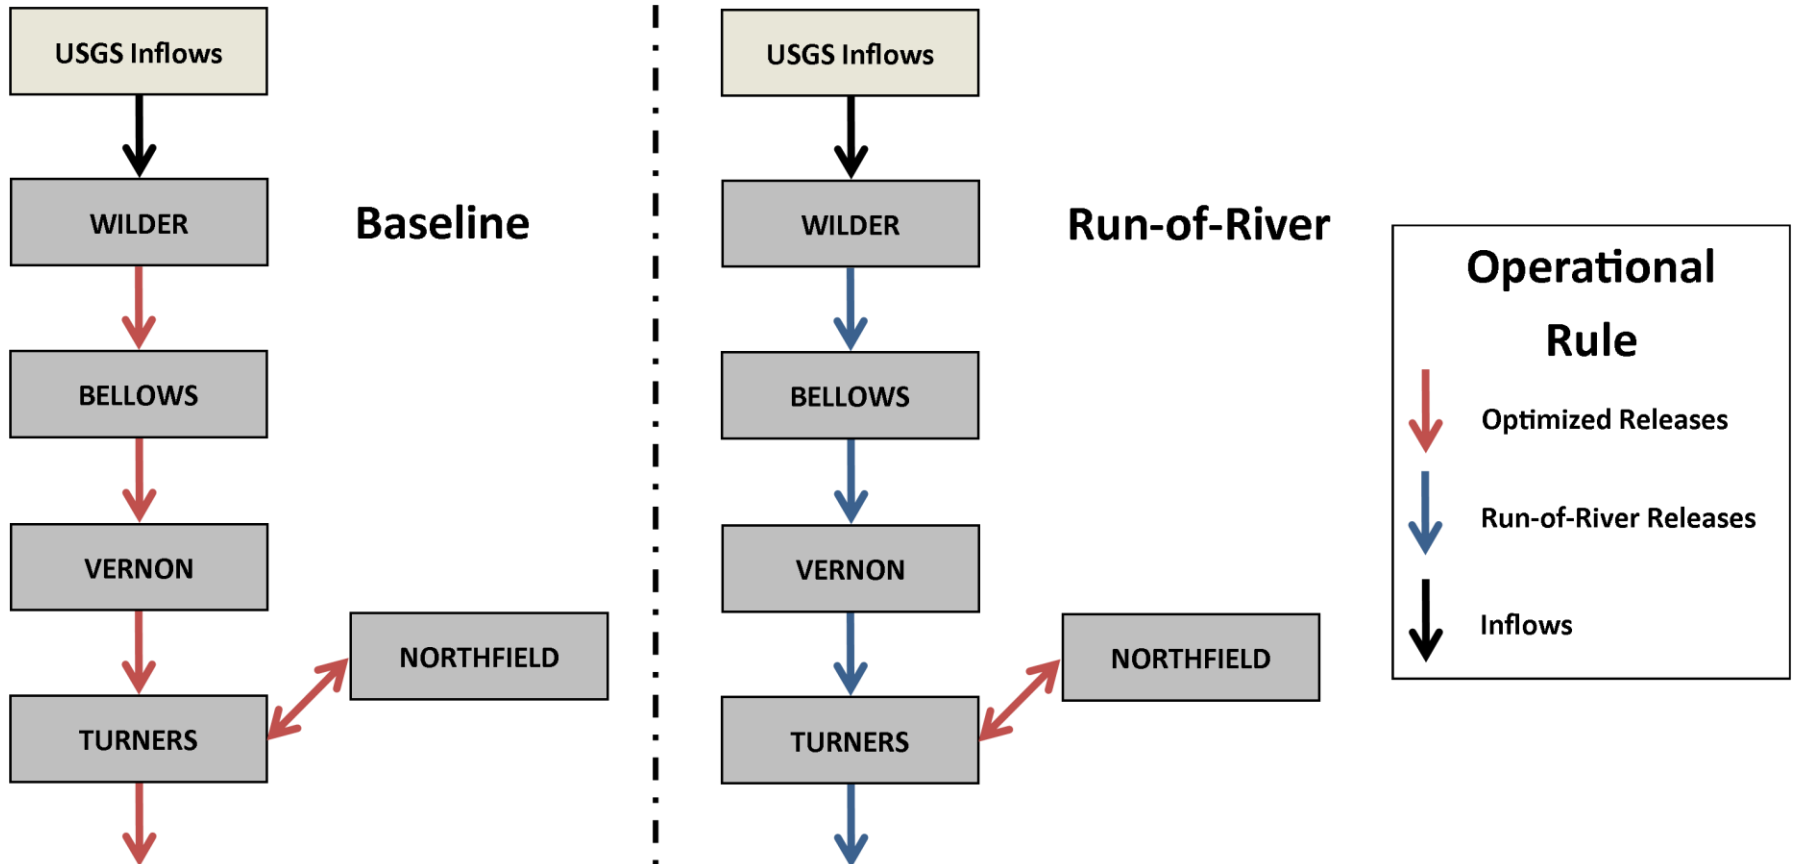 USGS Inflows
WILDER
Baseline
BELLOWS
VERNON
NORTHFIELD
TURNERS
USGS Inflows
WILDER
Run-of-River
BELLOWS
VERNON
NORTHFIELD
TURNERS
Operational
Rule
Optimized Releases
Run-of-River Releases
Inflows